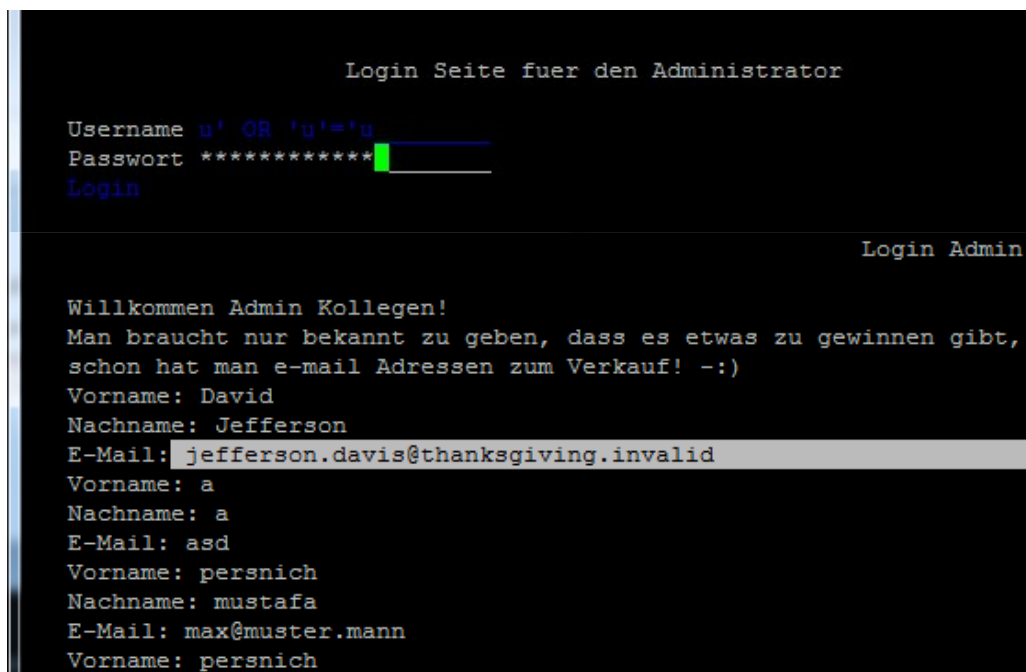 Login Seite fuer den Administrator
Username u' OR 'u'='u
Passwort ************
Login
Login Admin
Willkommen Admin Kollegen!
Man braucht nur bekannt zu geben, dass es etwas zu gewinnen gibt,
schon hat man e-mail Adressen zum Verkauf! -:)
Vorname: David
Nachname: Jefferson
E-Mail: jefferson.davis@thanksgiving.invalid
Vorname: a
Nachname: a
E-Mail: asd
Vorname: persnich
Nachname: mustafa
E-Mail: max@muster.mann
Vorname: persnich